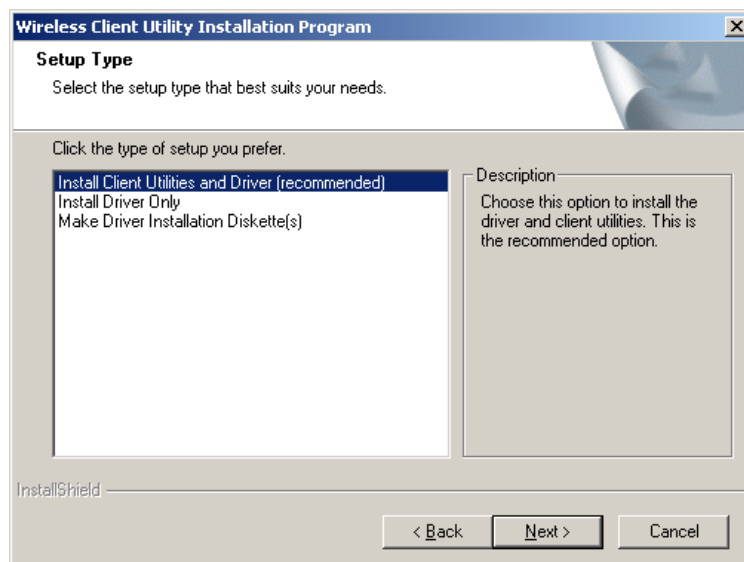 Wireless Client Utility Installation Program
Setup Type
Select the setup type that best suits your needs.
Click the type of setup you prefer.
Install Client Utilities and Driver (recommended)
Install Driver Only
Make Driver Installation Diskette(s)
Description
Choose this option to install the
driver and client utilities. This is
the recommended option.
InstallShield
< Back
Next >
Cancel